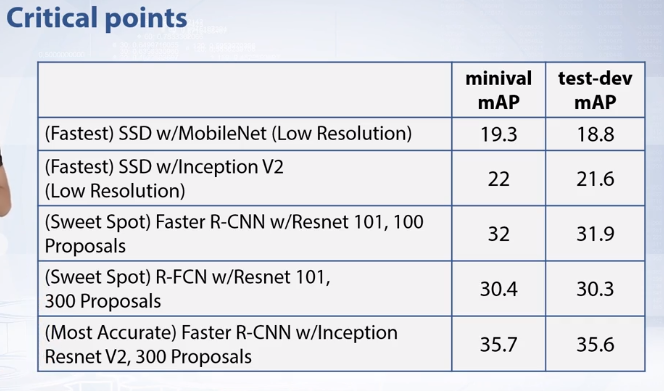 Critical points
minival
mAP
test-dev
mAP
(Fastest) SSD w/MobileNet (Low Resolution)
19.3
18.8
(Fastest) SSD w/Inception V2
(Low Resolution)
22
21.6
(Sweet Spot) Faster R-CNN w/Resnet 101, 100
Proposals
32
31.9
(Sweet Spot) R-FCN w/Resnet 101,
300 Proposals
30.4
30.3
(Most Accurate) Faster R-CNN w/Inception
Resnet V2, 300 Proposals
35.7
35.6